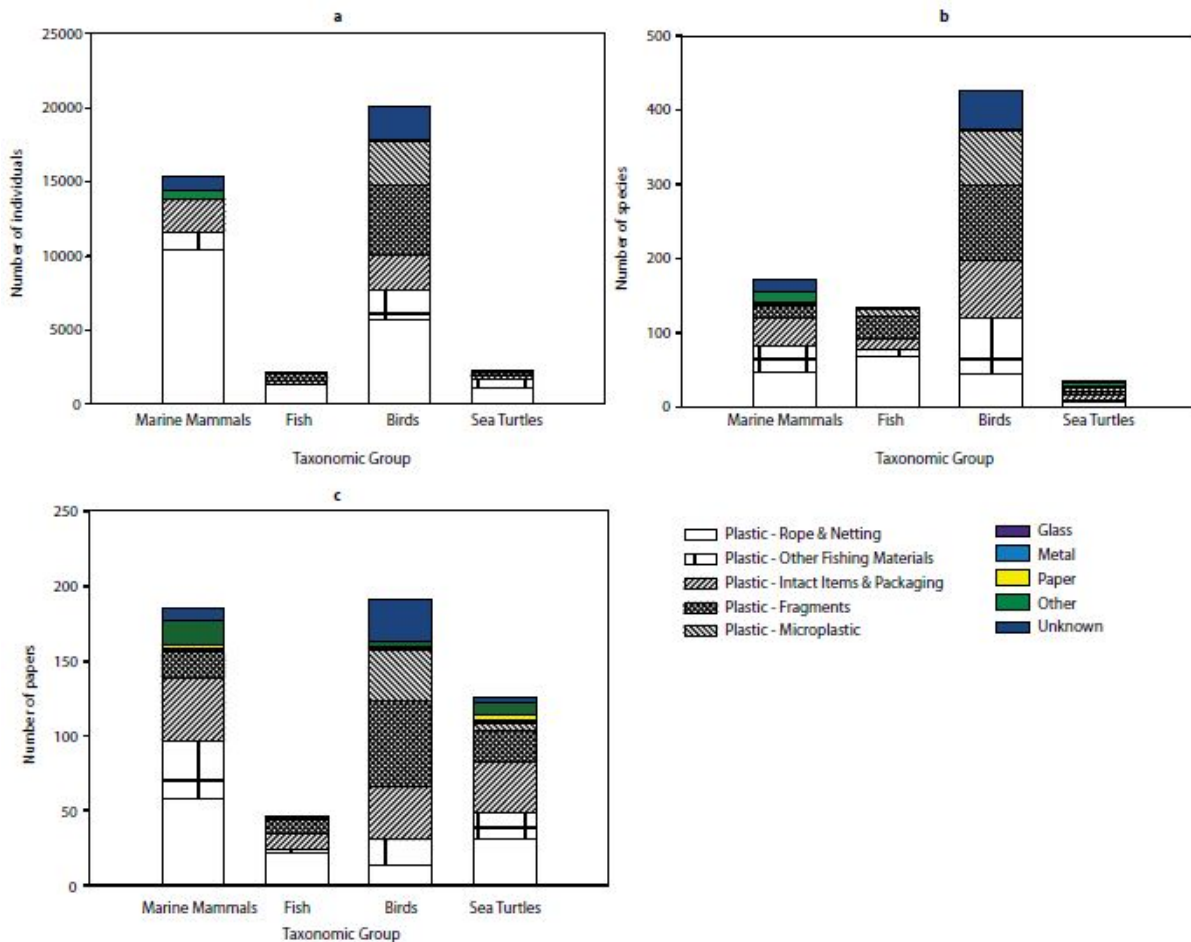 a
25000
20000
15000
10000
5000
0
Number of individuals
Marine Mammals Fish Birds Sea Turtles
Taxonomic Group
b
500
400
300
200
100
0
Number of species
Marine Mammals Fish Birds Sea Turtles
Taxonomic Group
c
250
200
150
100
50
0
Number of papers
Marine Mammals Fish Birds Sea Turtles
Taxonomic Group
Plastic - Rope & Netting
Plastic - Other Fishing Materials
Plastic - Intact Items & Packaging
Plastic - Fragments
Plastic - Microplastic
Glass
Metal
Paper
Other
Unknown